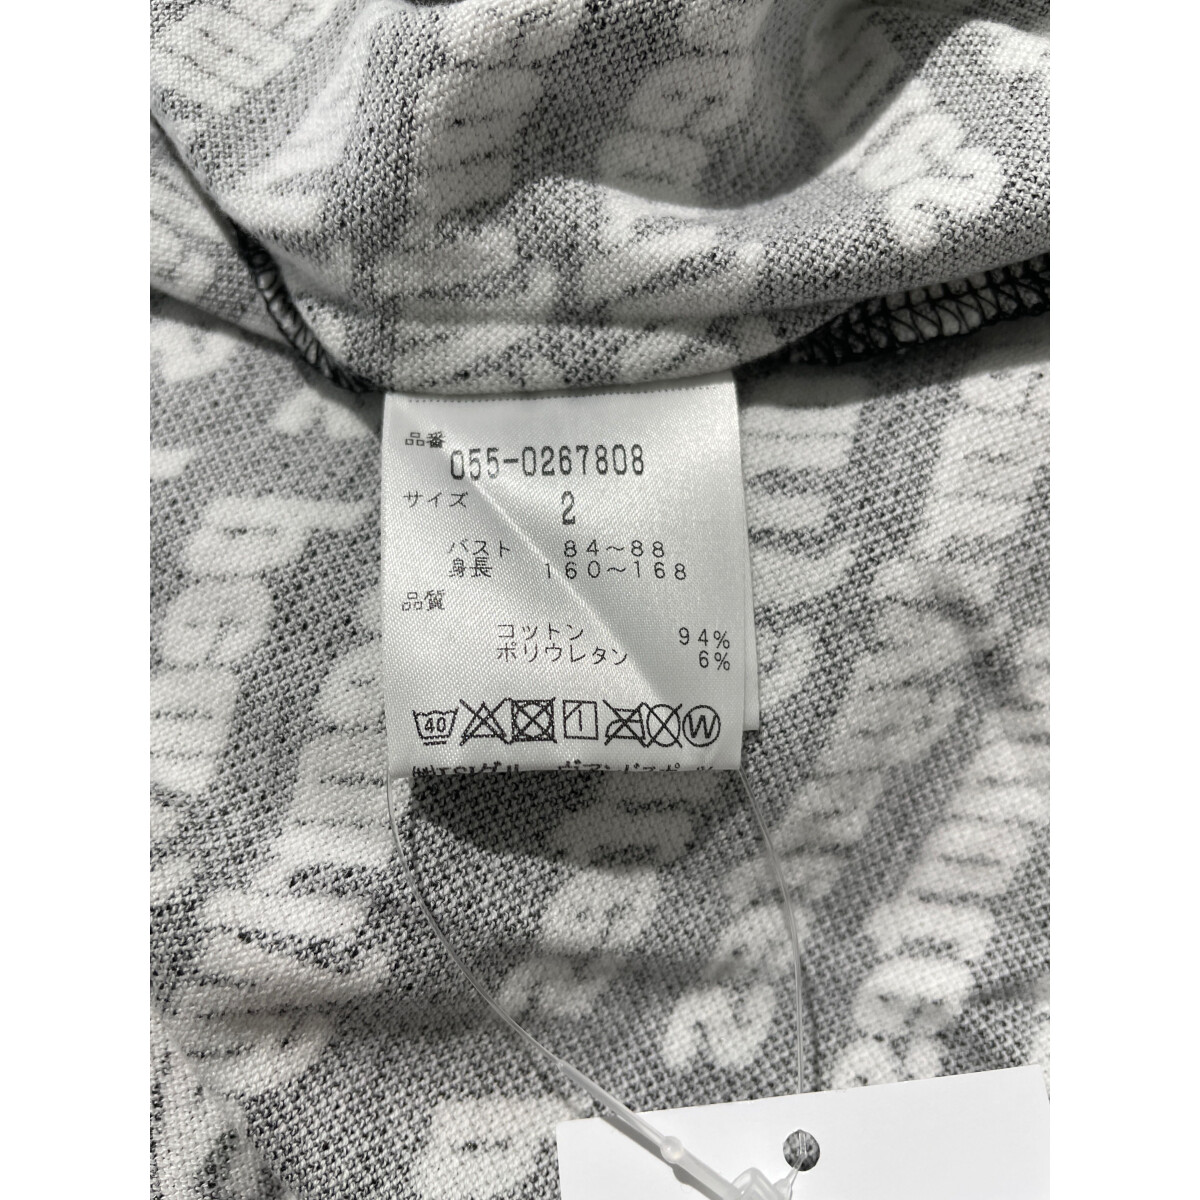 品番
055-0267808
サイズ 2
バスト 84～88
身長 160～168
品質
コットン 94%
ポリウレタン 6%
40
W